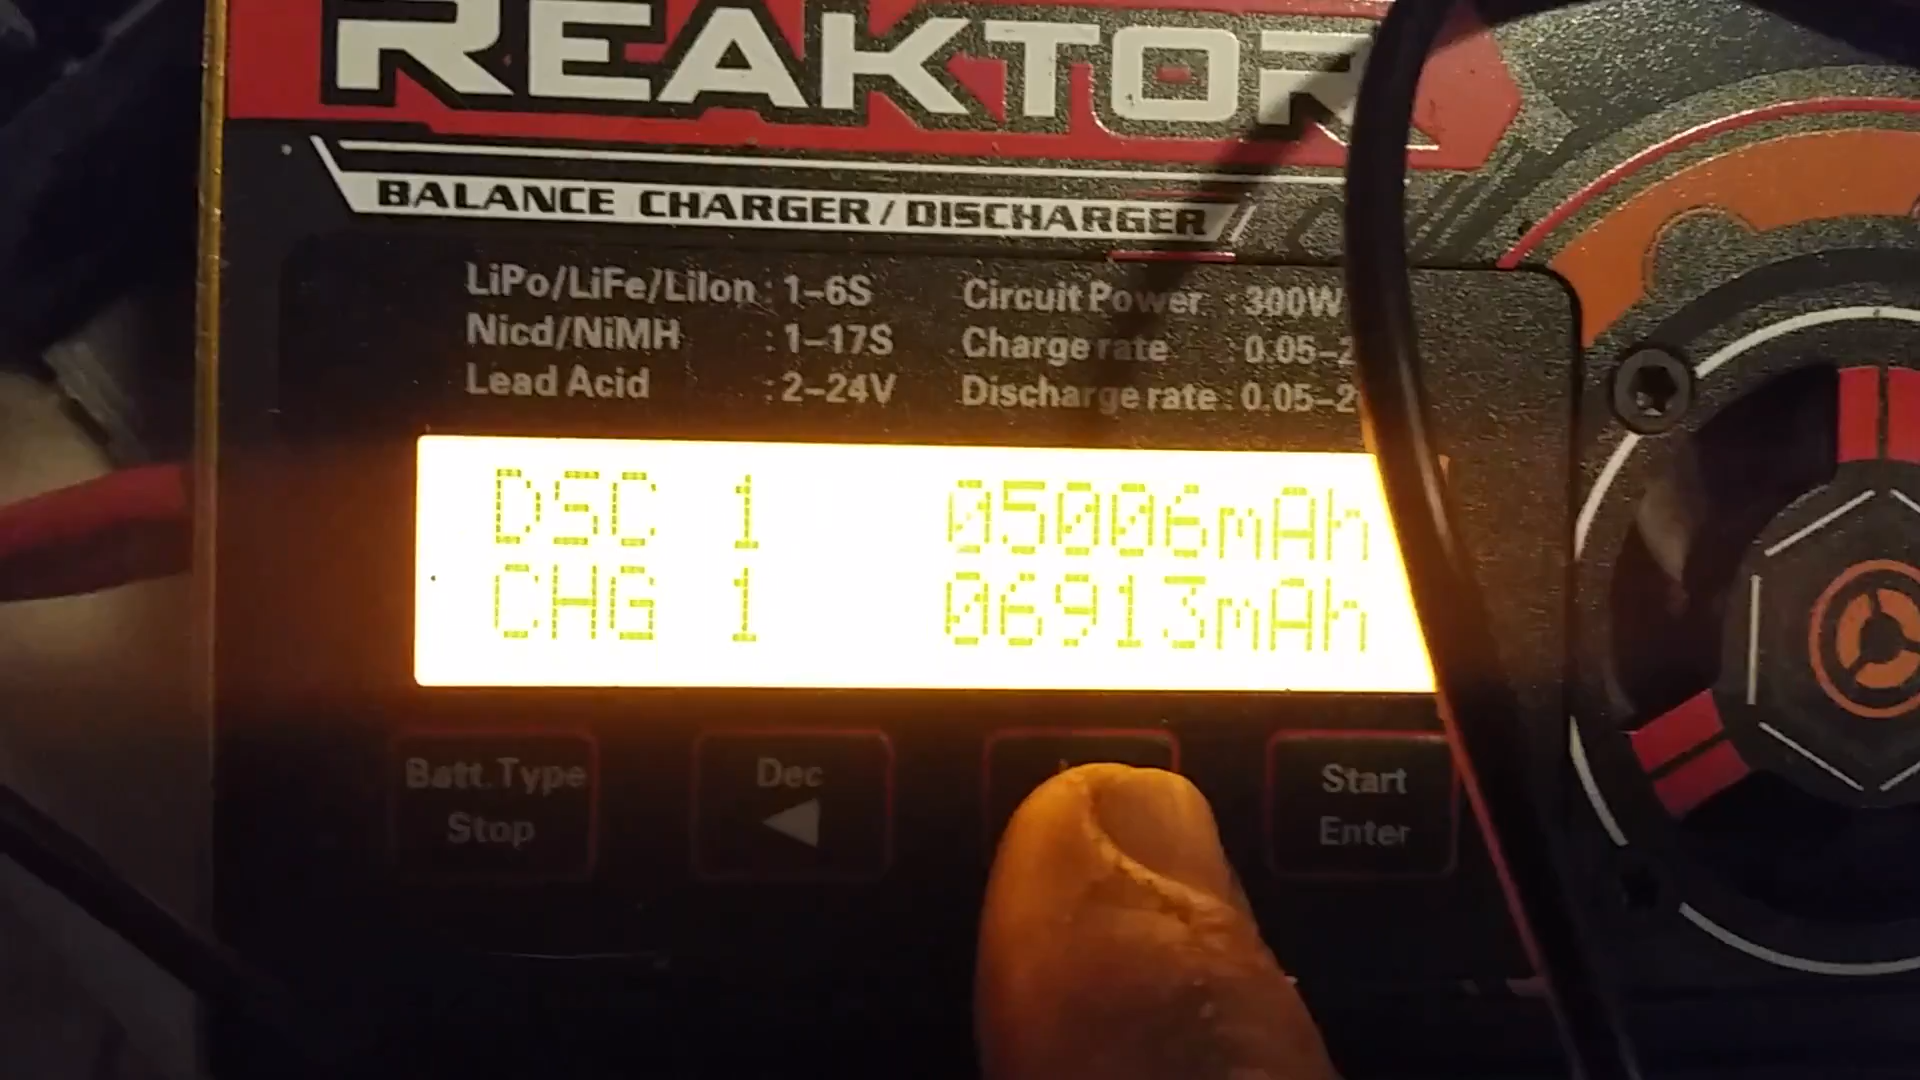 REAKTOR
BALANCE CHARGER / DISCHARGER
LiPo/LiFe/LiIon : 1–6S
Nicd/NiMH : 1–17S
Lead Acid : 2–24V
Circuit Power : 300W
Charge rate : 0.05–2
Discharge rate : 0.05–2
DSC 1 05006mAh
CHG 1 06913mAh
Batt.Type
Stop
Dec
◀
Start
Enter